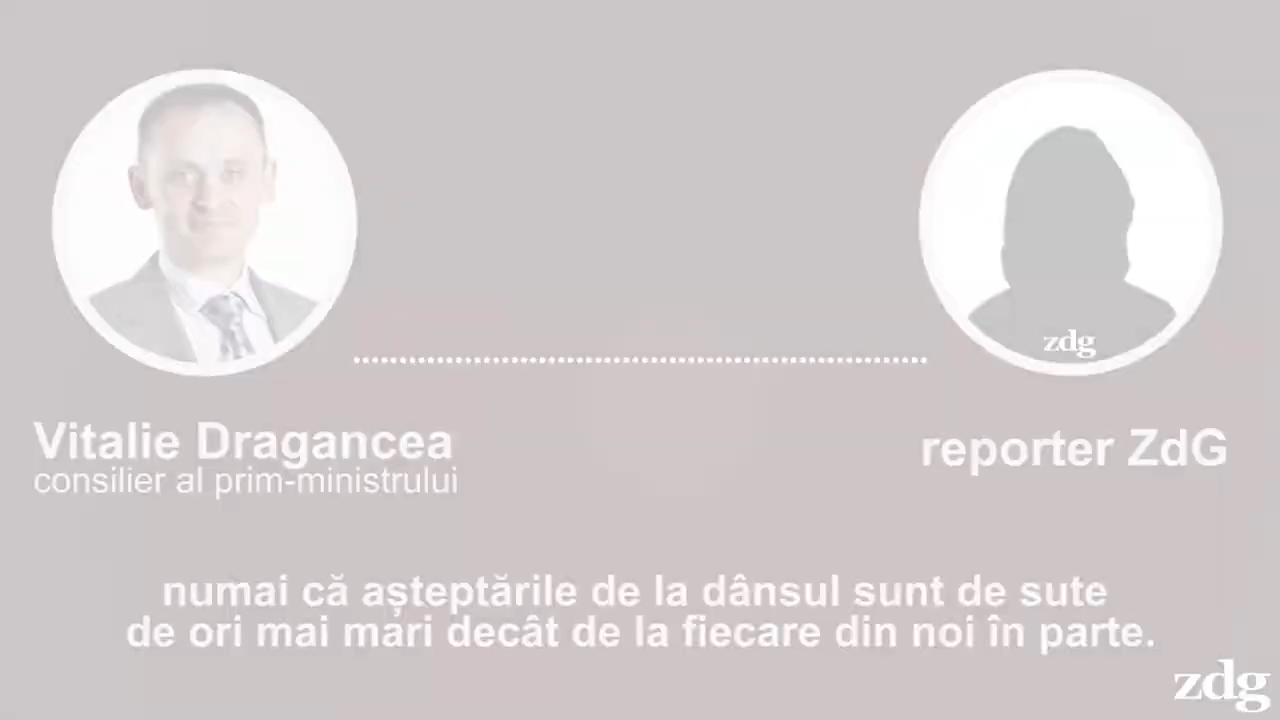 zdg
Vitalie Dragancea
consilier al prim-ministrului
reporter ZdG
numai că așteptările de la dânsul sunt de sute
de ori mai mari decât de la fiecare din noi în parte.
zdg